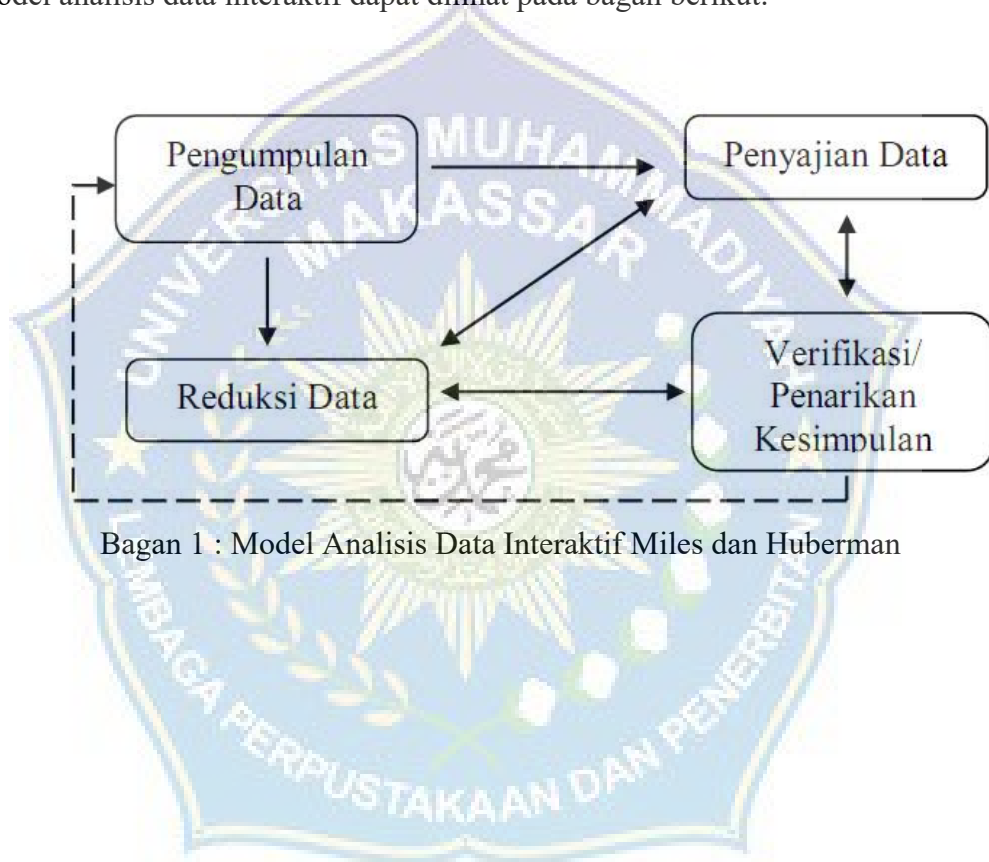 odel analisis data interaktif dapat dilihat pada bagan berikut:
Pengumpulan
Data
Penyajian Data
Reduksi Data
Verifikasi/
Penarikan
Kesimpulan
Bagan 1 : Model Analisis Data Interaktif Miles dan Huberman
UNIVERSITAS MUHAMMADIYAH
MAKASSAR
LEMBAGA PERPUSTAKAAN DAN PENERBITAN